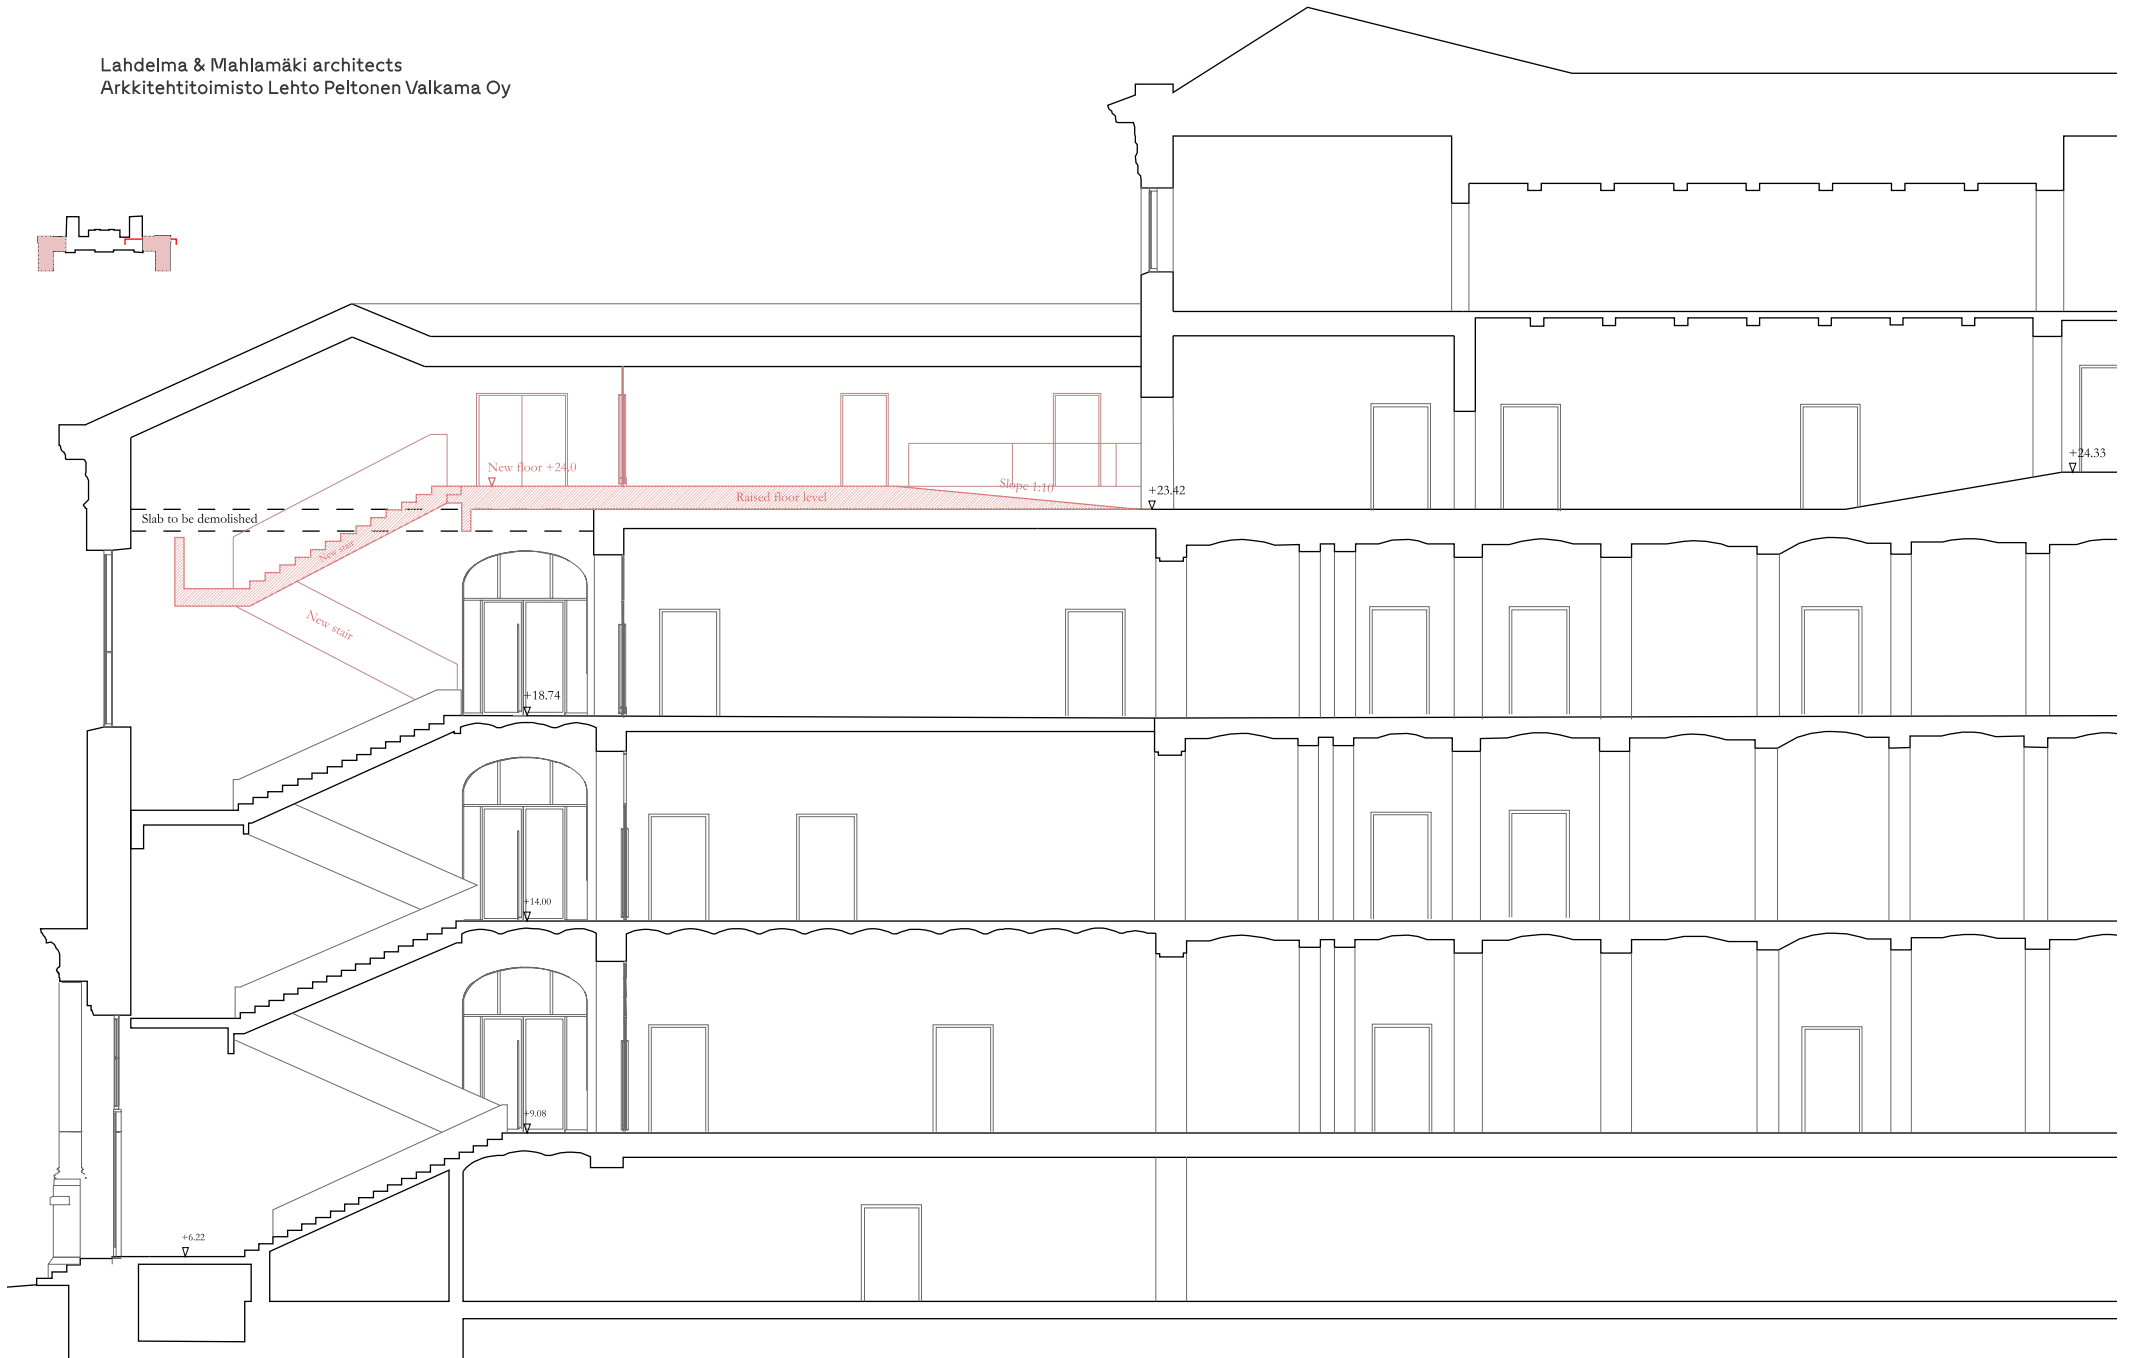 Lahdelma & Mahlamäki architects
Arkkitehtitoimisto Lehto Peltonen Valkama Oy
+24.33
New floor +24.0
Slope 1:10
+23.42
Raised floor level
Slab to be demolished
New stair
New stair
+18.74
+14.00
+9.08
+6.22